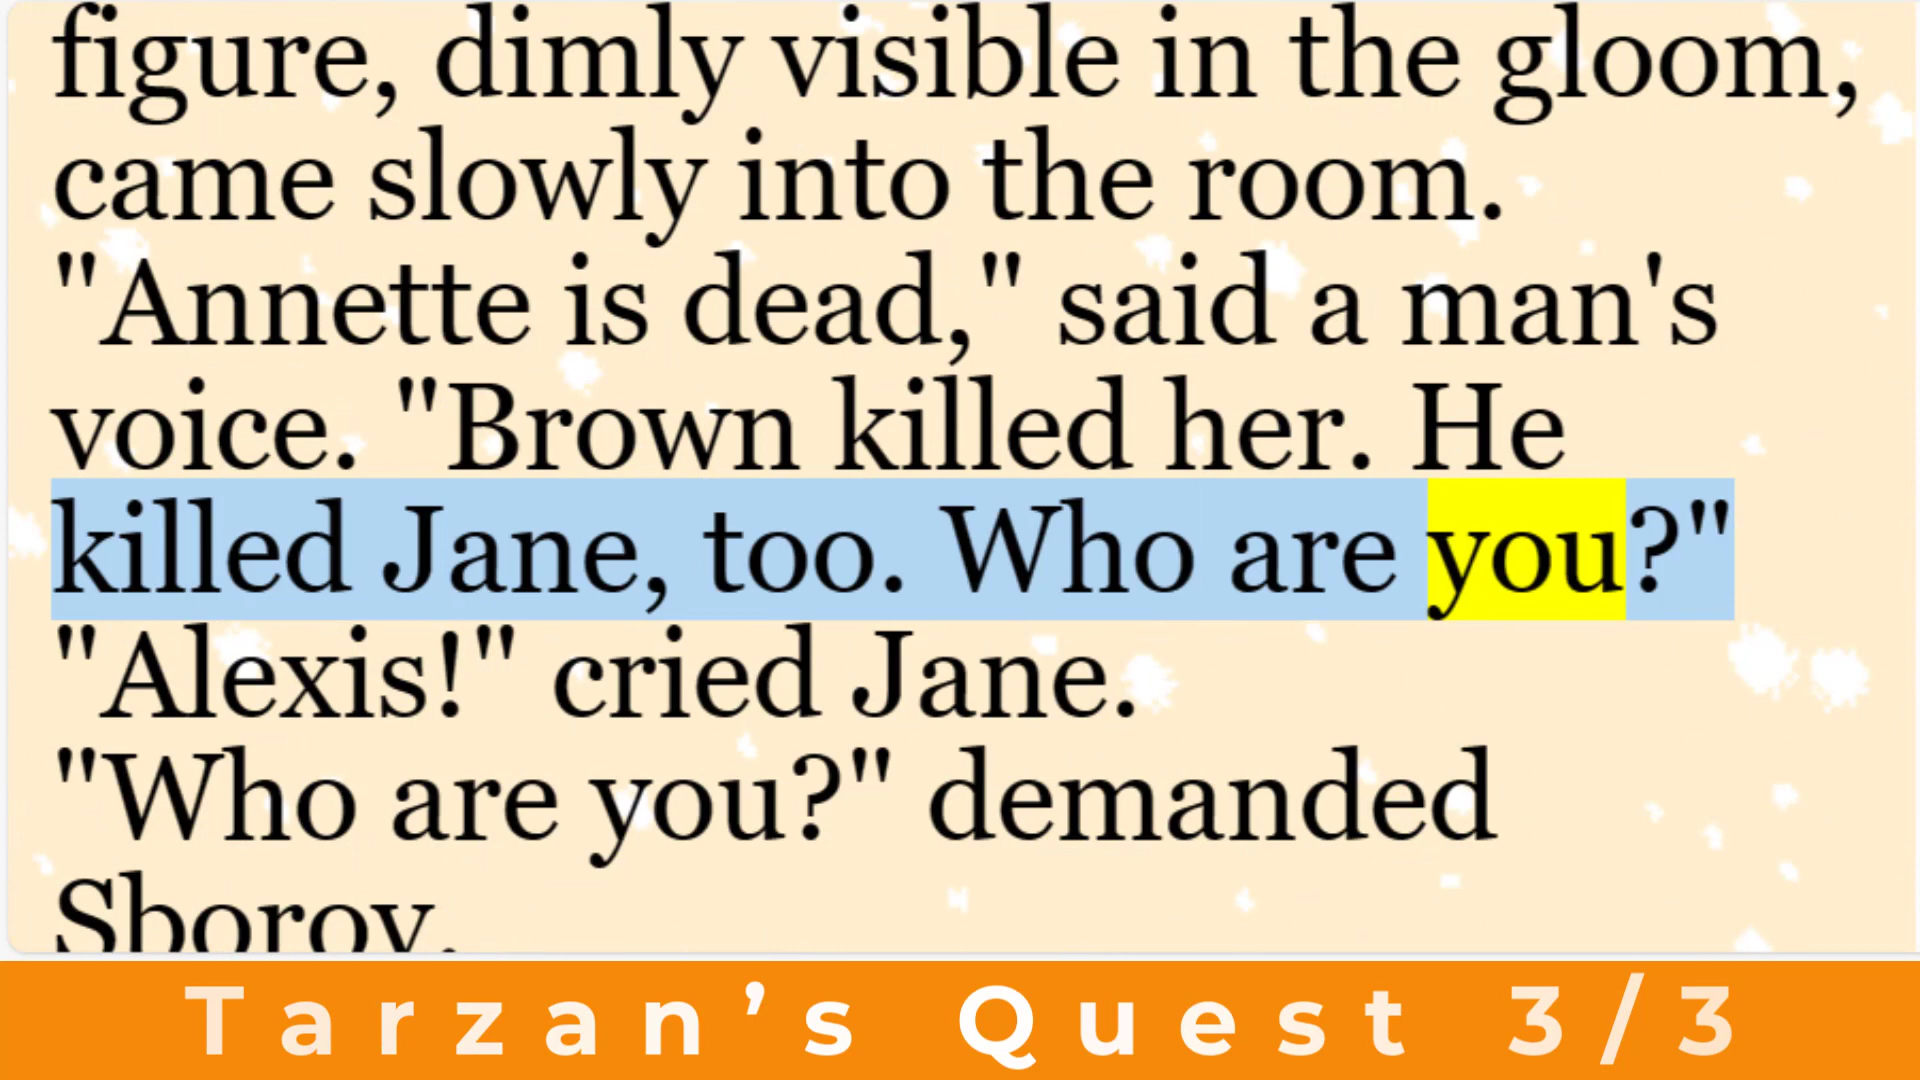 figure, dimly visible in the gloom,
came slowly into the room.
"Annette is dead," said a man's
voice. "Brown killed her. He
killed Jane, too. Who are you?"
"Alexis!" cried Jane.
"Who are you?" demanded
Sborov.
Tarzan’s Quest 3/3